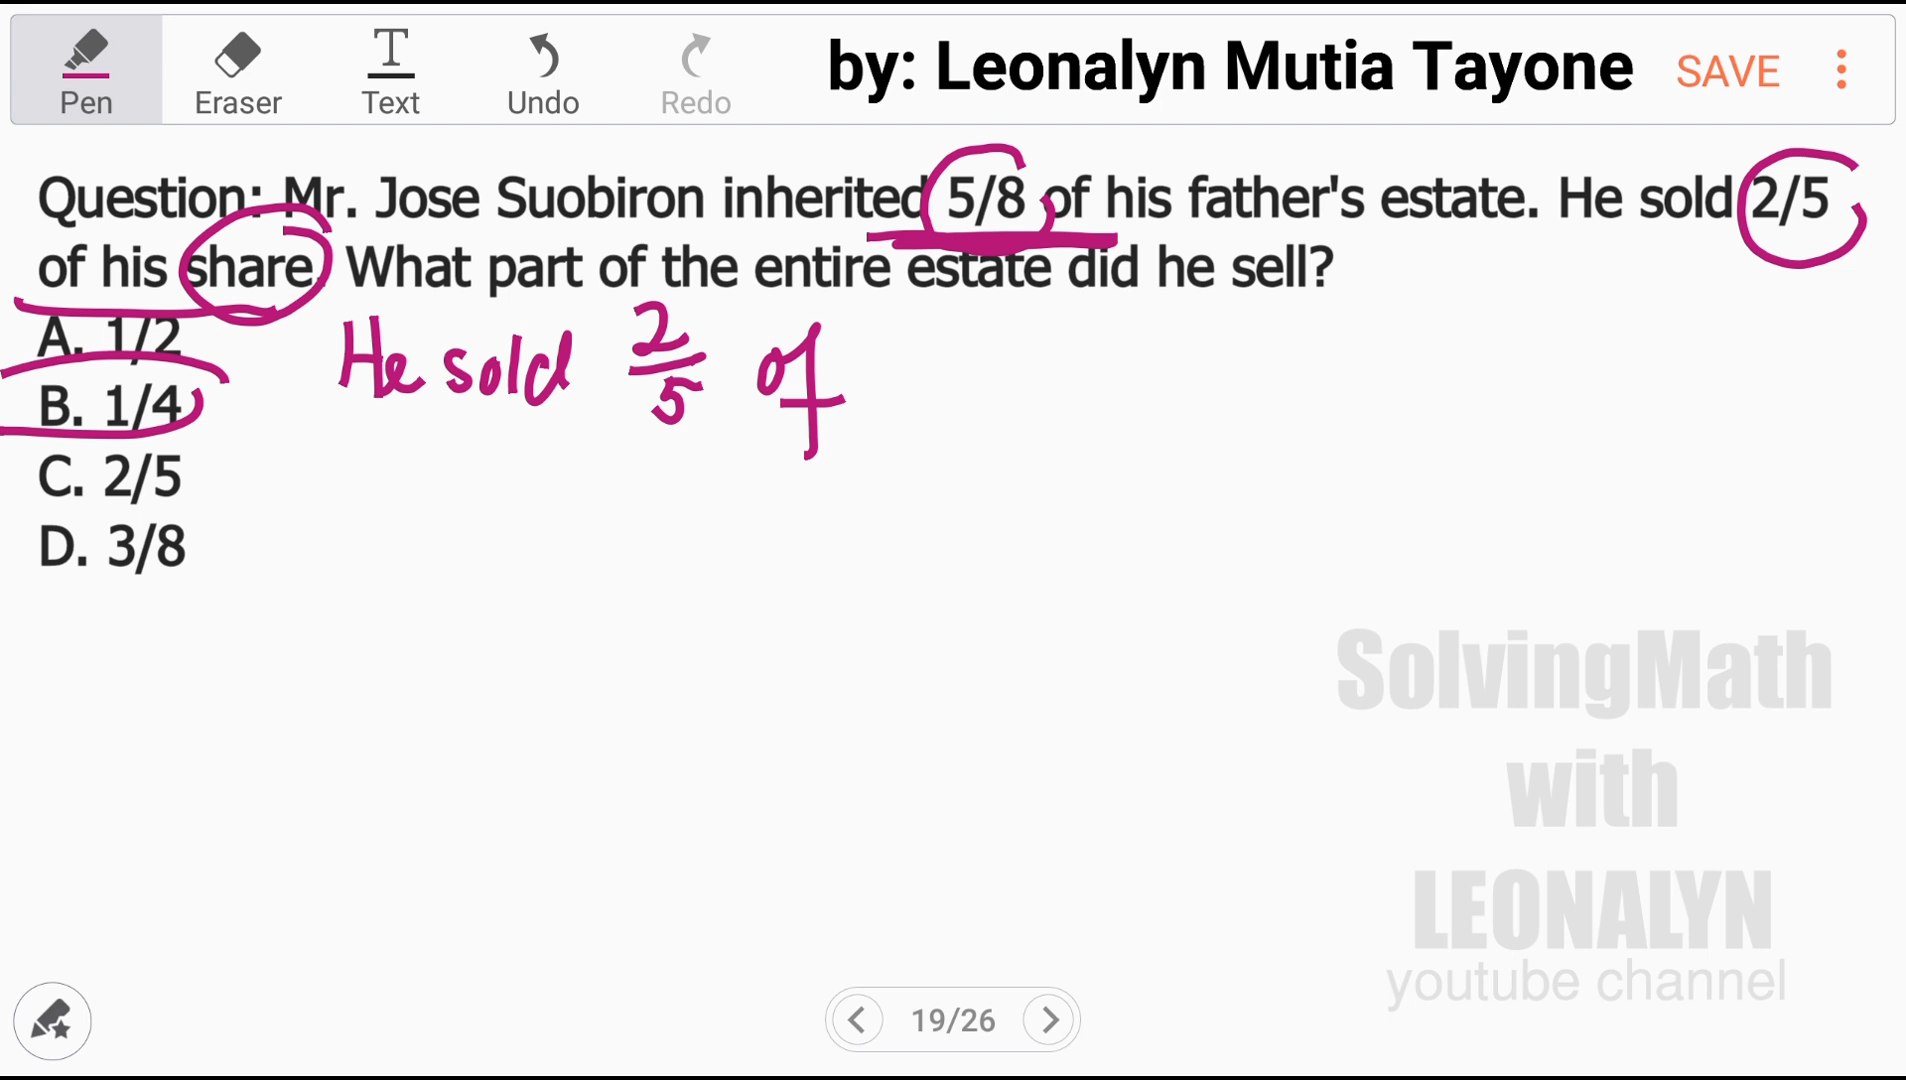 Pen Eraser Text Undo Redo by: Leonalyn Mutia Tayone SAVE
Question: Mr. Jose Suobiron inherited 5/8 of his father's estate. He sold 2/5
of his share. What part of the entire estate did he sell?
A. 1/2
B. 1/4
C. 2/5
D. 3/8
He sold 2/5 of
SolvingMath
with
LEONALYN
youtube channel
19/26